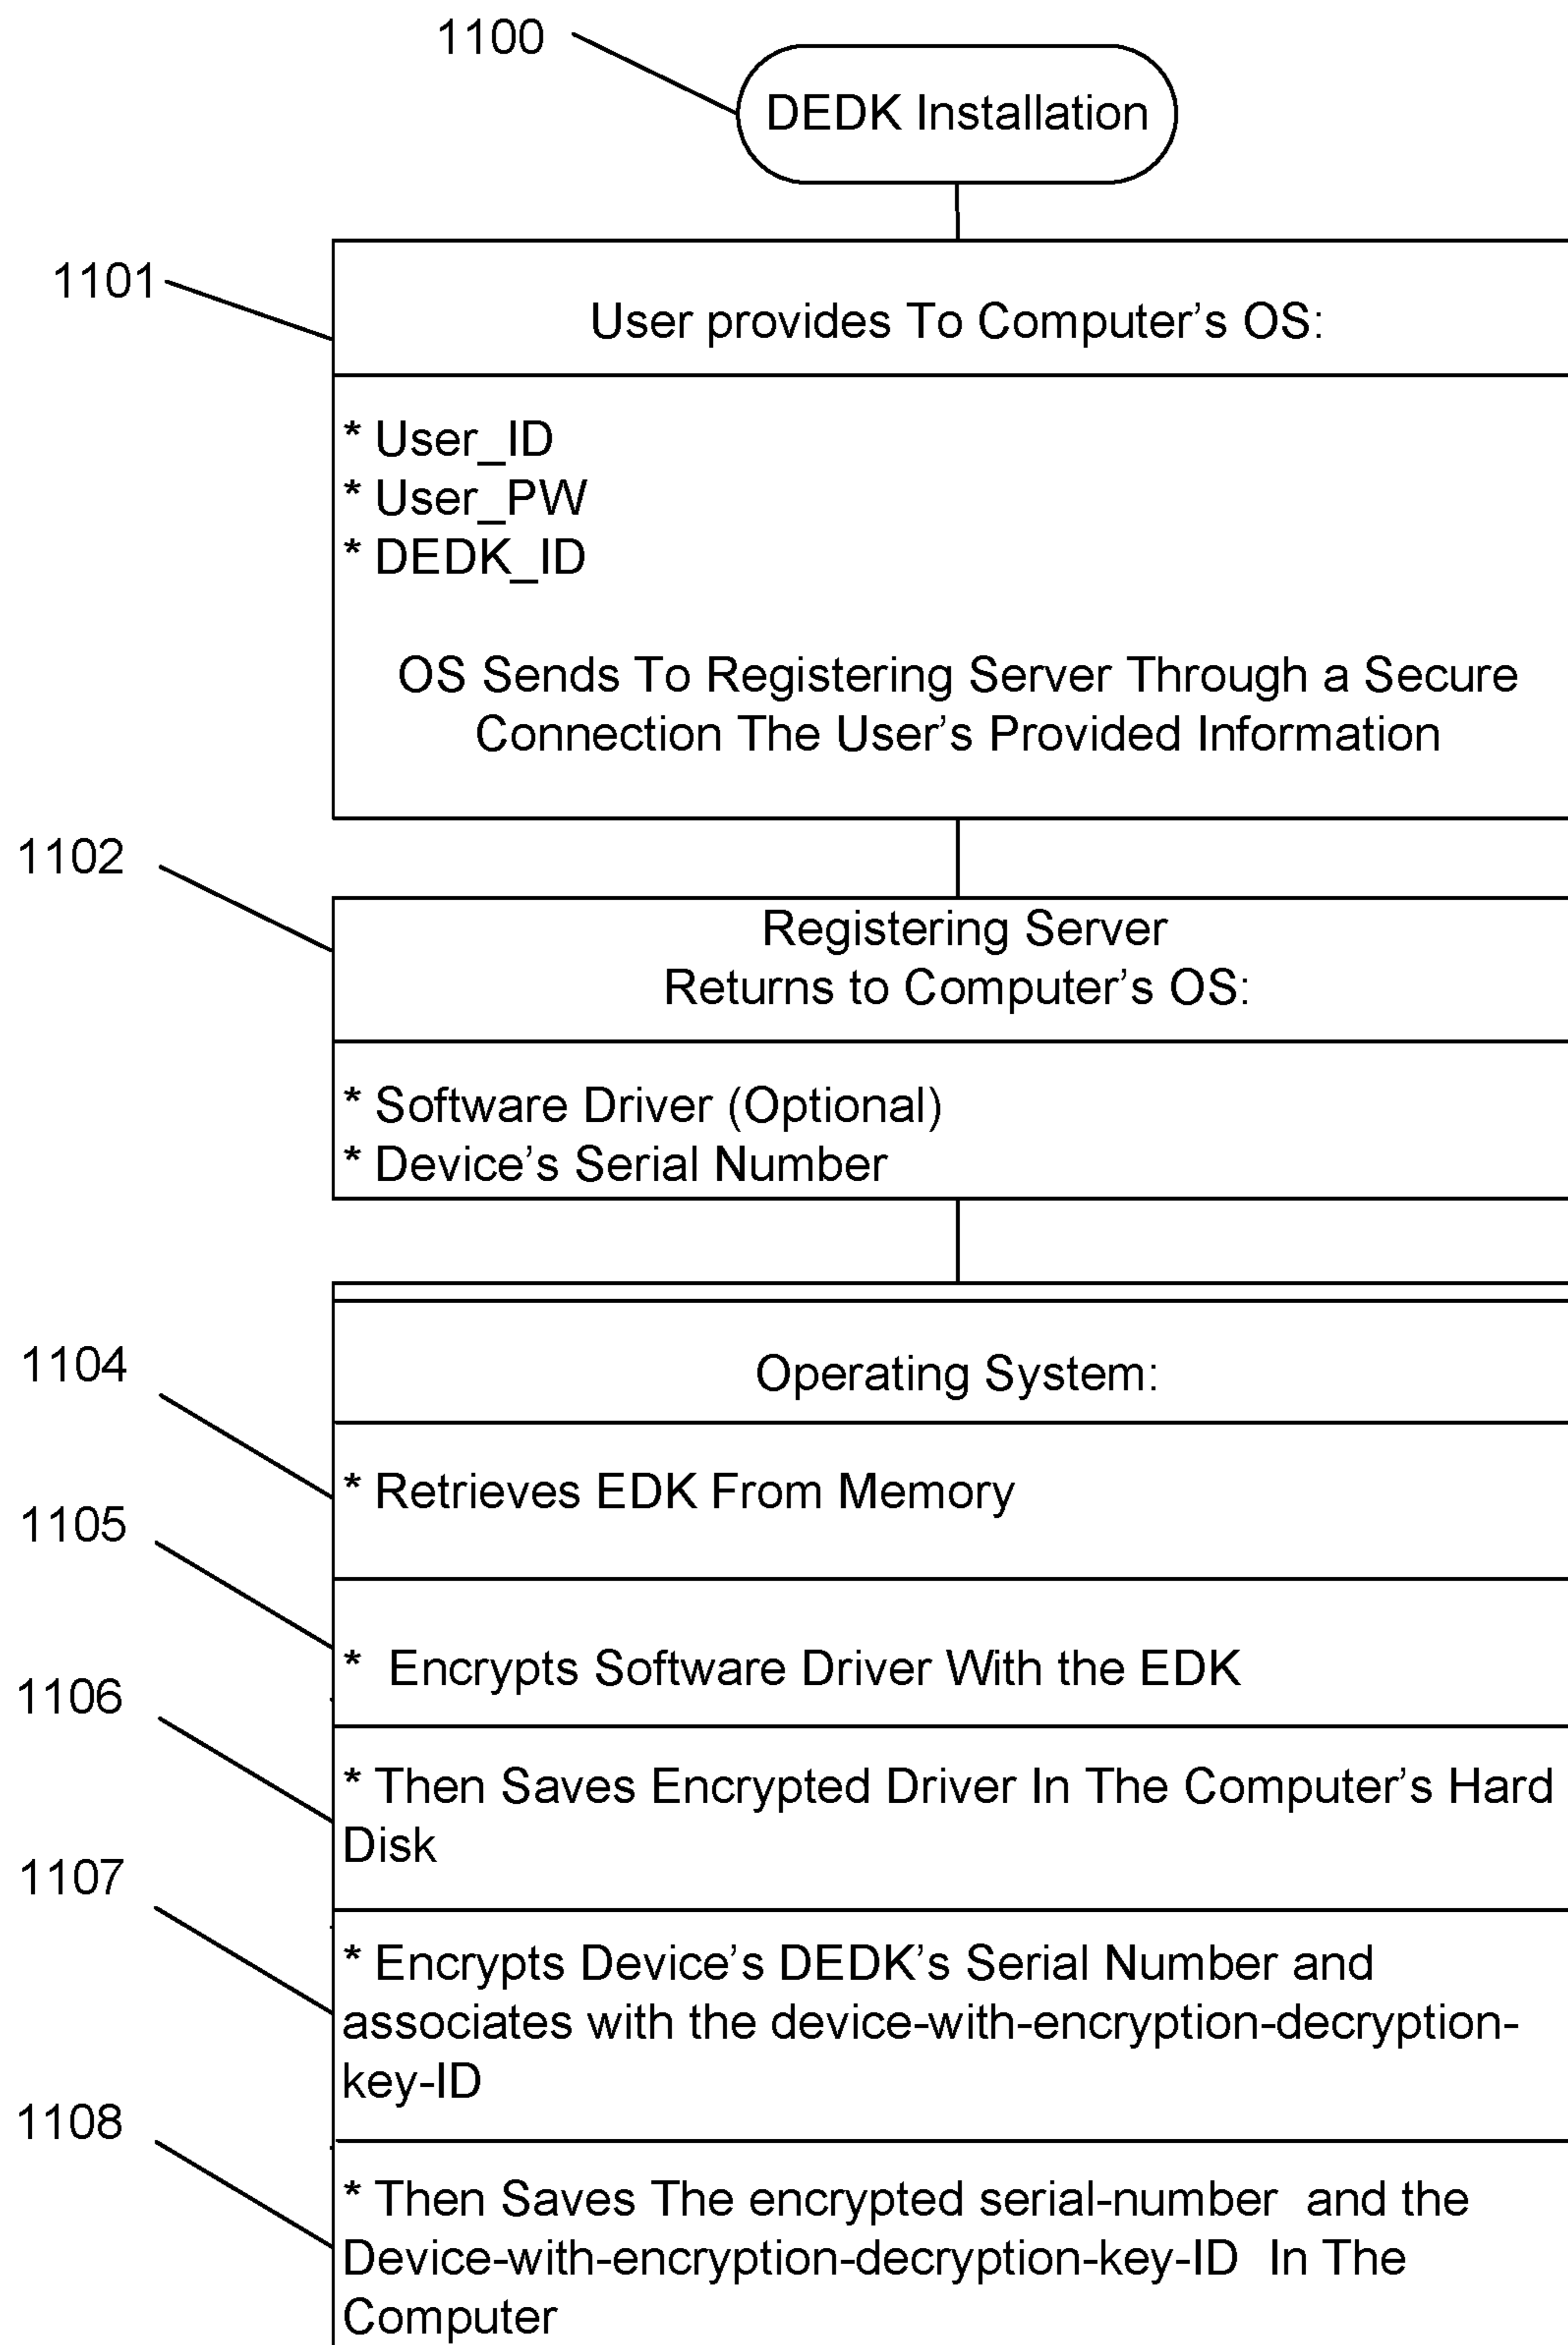 1100
DEDK Installation
1101
User provides To Computer's OS:
* User_ID
* User_PW
* DEDK_ID
OS Sends To Registering Server Through a Secure
Connection The User's Provided Information
1102
Registering Server
Returns to Computer's OS:
* Software Driver (Optional)
* Device's Serial Number
Operating System:
1104
* Retrieves EDK From Memory
1105
* Encrypts Software Driver With the EDK
1106
* Then Saves Encrypted Driver In The Computer's Hard
Disk
1107
* Encrypts Device's DEDK's Serial Number and
associates with the device-with-encryption-decryption-
key-ID
1108
* Then Saves The encrypted serial-number and the
Device-with-encryption-decryption-key-ID In The
Computer